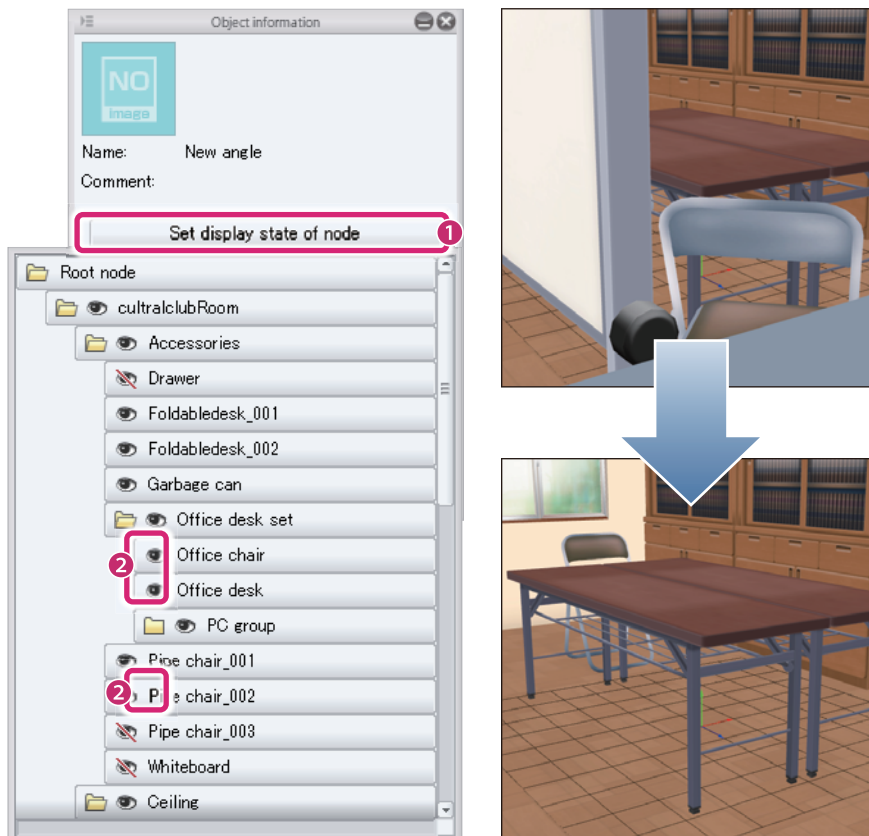 Object information
NO
image
Name: New angle
Comment:
Set display state of node
1
Root node
cultralclubRoom
Accessories
Drawer
Foldabledesk_001
Foldabledesk_002
Garbage can
Office desk set
Office chair
2
Office desk
PC group
Pipe chair_001
2
Pipe chair_002
Pipe chair_003
Whiteboard
Ceiling